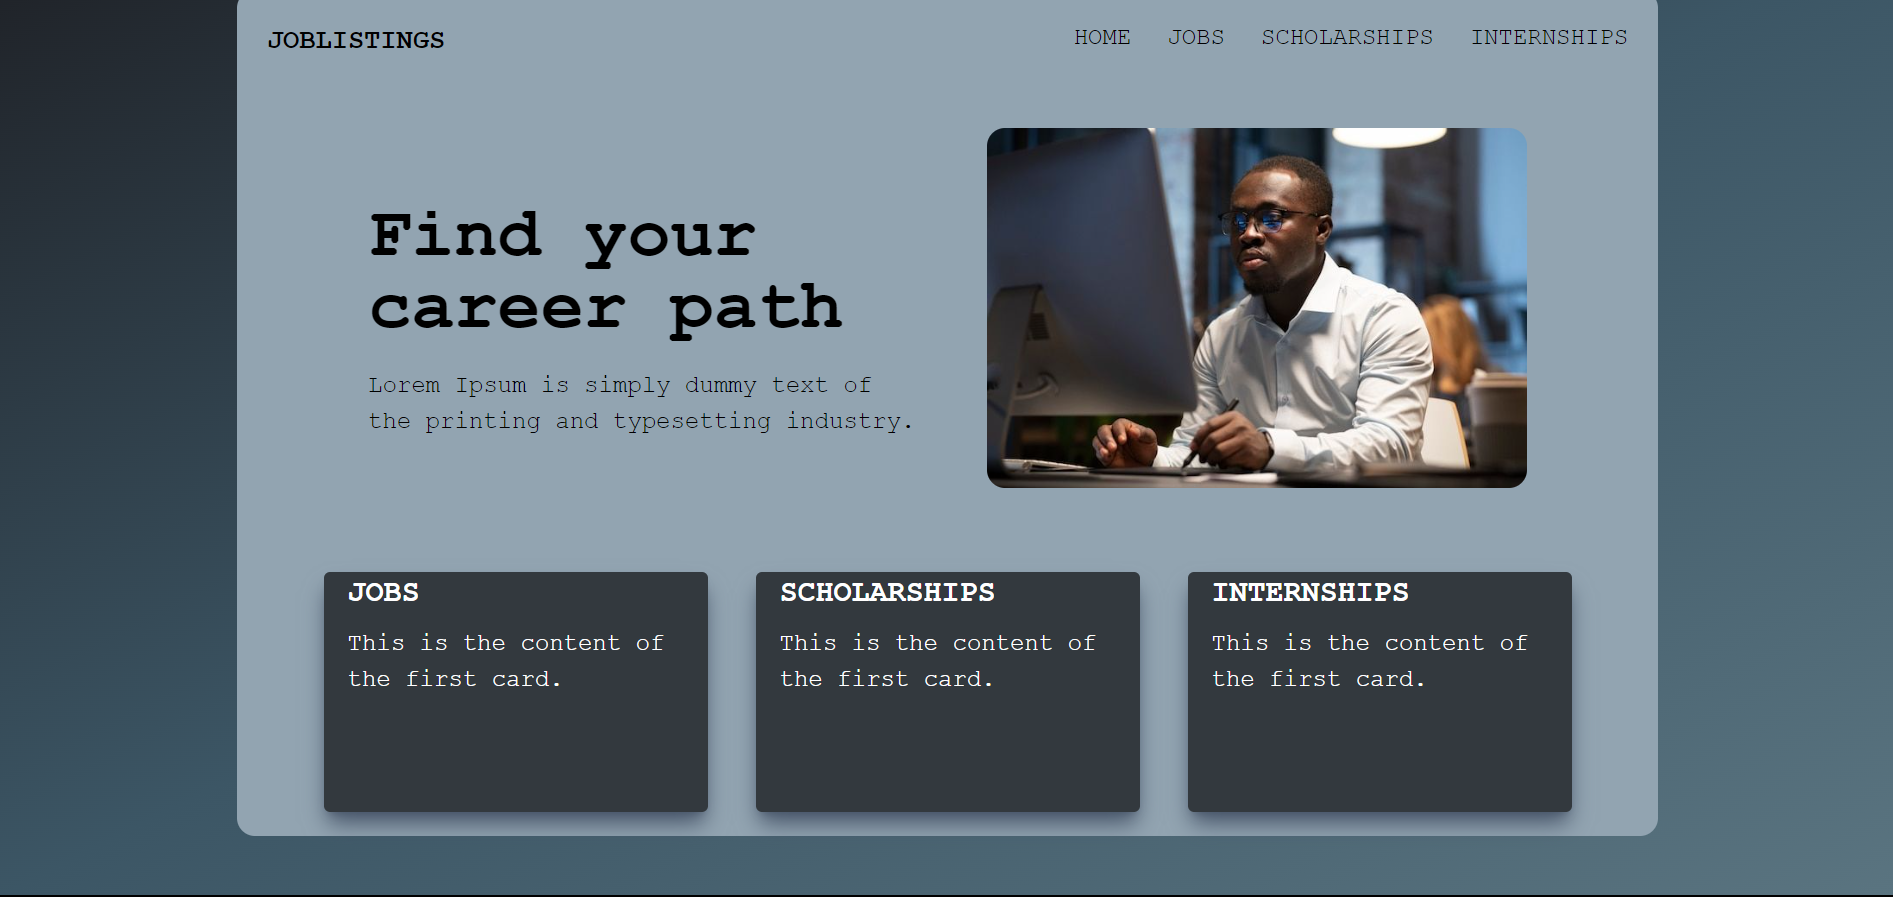 JOBLISTINGS
HOME JOBS SCHOLARSHIPS INTERNSHIPS
Find your
career path
Lorem Ipsum is simply dummy text of
the printing and typesetting industry.
JOBS
This is the content of
the first card.
SCHOLARSHIPS
This is the content of
the first card.
INTERNSHIPS
This is the content of
the first card.